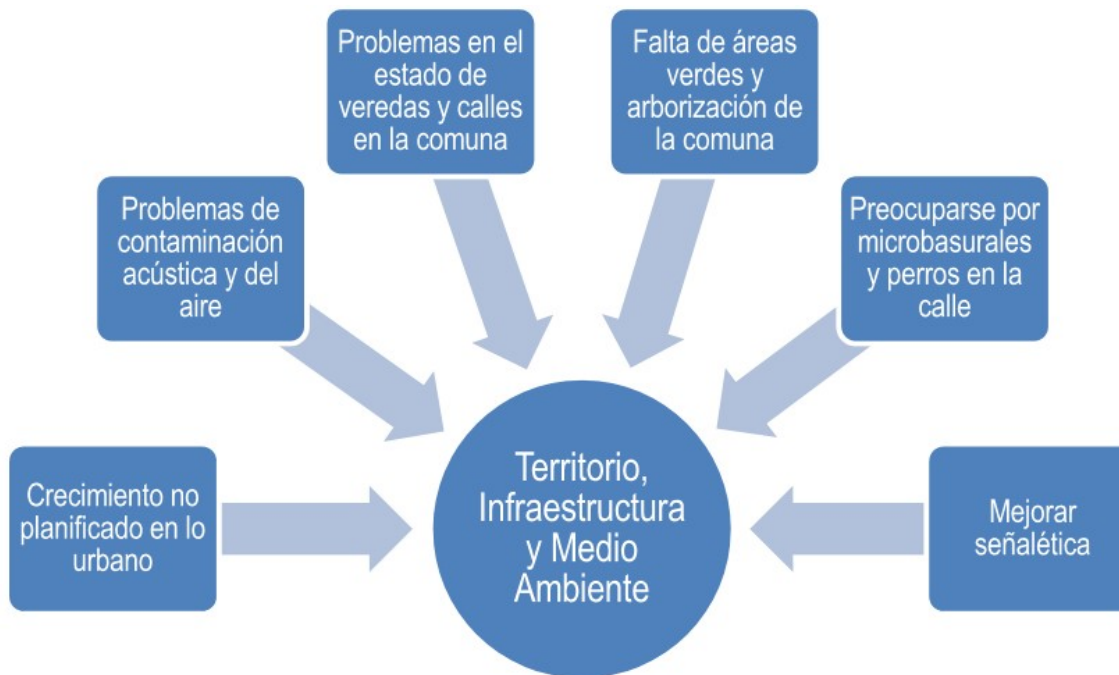 Problemas en el
estado de
veredas y calles
en la comuna
Falta de áreas
verdes y
arborización de
la comuna
Problemas de
contaminación
acústica y del
aire
Preocuparse por
microbasurales
y perros en la
calle
Crecimiento no
planificado en lo
urbano
Territorio,
Infraestructura
y Medio
Ambiente
Mejorar
señalética